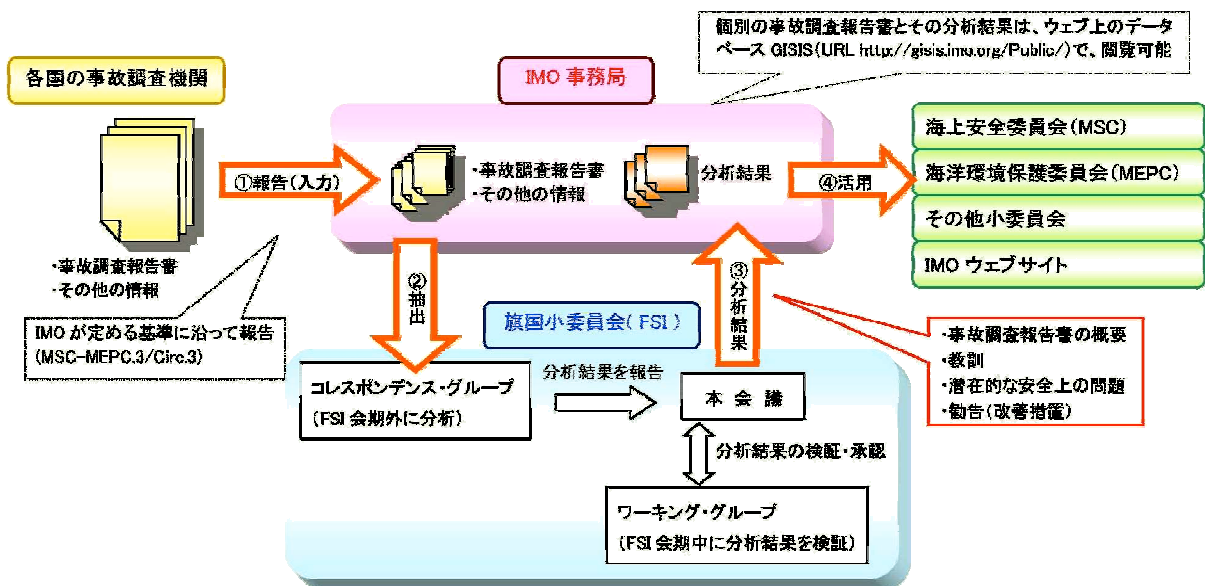 個別の事故調査報告書とその分析結果は、ウェブ上のデータ
ベース GISIS(URL http://gisis.imo.org/Public/)で、閲覧可能
各国の事故調査機関
IMO 事務局
①報告(入力)
・事故調査報告書
・その他の情報
分析結果
④活用
海上安全委員会(MSC)
海洋環境保護委員会(MEPC)
その他小委員会
IMO ウェブサイト
・事故調査報告書
・その他の情報
IMO が定める基準に沿って報告
(MSC-MEPC.3/Circ.3)
②抽出
③分析結果
旗国小委員会( FSI )
・事故調査報告書の概要
・教訓
・潜在的な安全上の問題
・勧告(改善措置)
コレスポンデンス・グループ
(FSI 会期外に分析)
分析結果を報告
本 会 議
分析結果の検証・承認
ワーキング・グループ
(FSI 会期中に分析結果を検証)